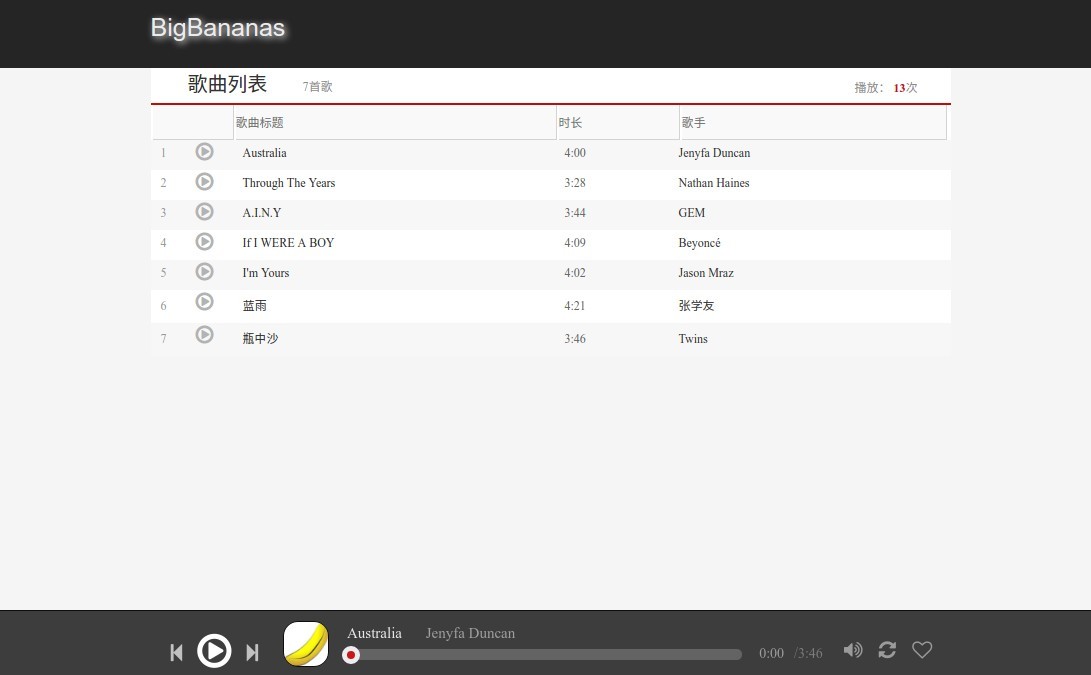 BigBananas
歌曲列表 7首歌 播放： 13次
歌曲标题 时长 歌手
1 Australia 4:00 Jenyfa Duncan
2 Through The Years 3:28 Nathan Haines
3 A.I.N.Y 3:44 GEM
4 If I WERE A BOY 4:09 Beyoncé
5 I'm Yours 4:02 Jason Mraz
6 蓝雨 4:21 张学友
7 瓶中沙 3:46 Twins
Australia Jenyfa Duncan
0:00 /3:46